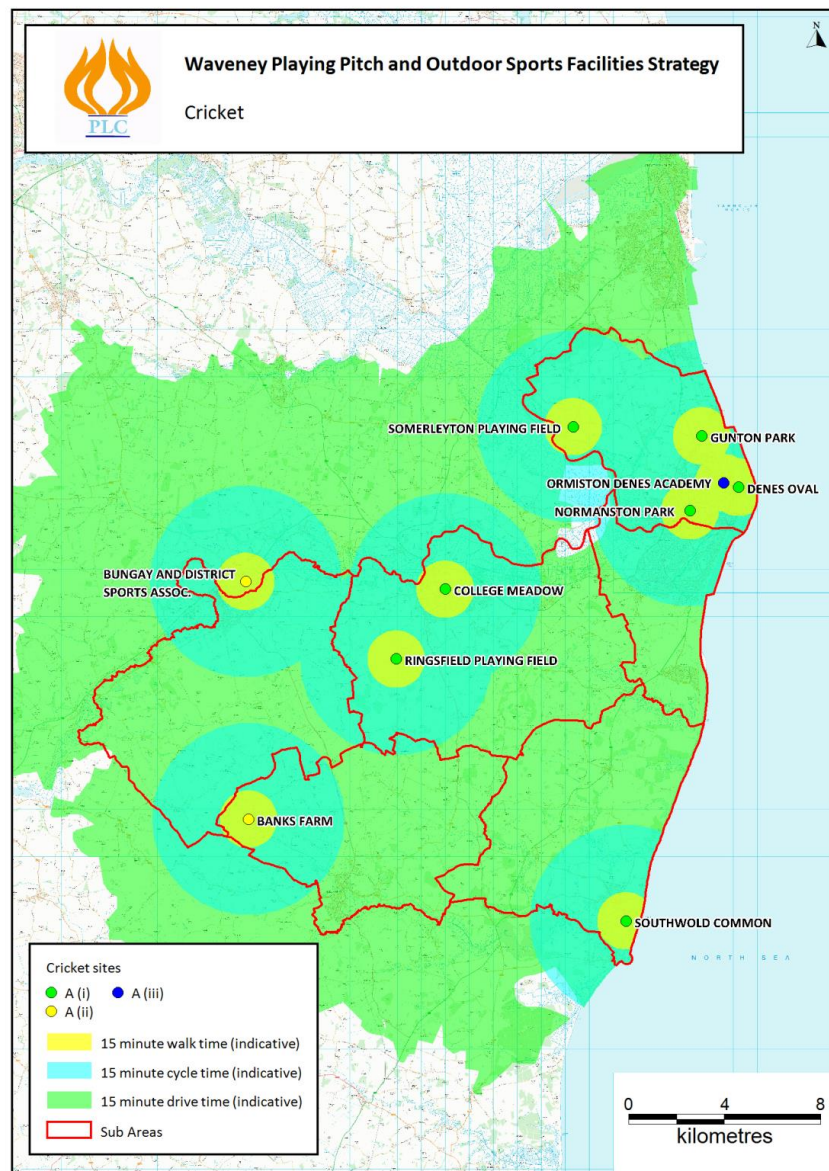 Waveney Playing Pitch and Outdoor Sports Facilities Strategy
Cricket
PLC
N
SOMERLEYTON PLAYING FIELD
GUNTON PARK
ORMISTON DENES ACADEMY
DENES OVAL
NORMANSTON PARK
BUNGAY AND DISTRICT
SPORTS ASSOC.
COLLEGE MEADOW
RINGSFIELD PLAYING FIELD
BANKS FARM
SOUTHWOLD COMMON
NORTH SEA
Cricket sites
A (i)
A (iii)
A (ii)
15 minute walk time (indicative)
15 minute cycle time (indicative)
15 minute drive time (indicative)
Sub Areas
0 4 8
kilometres